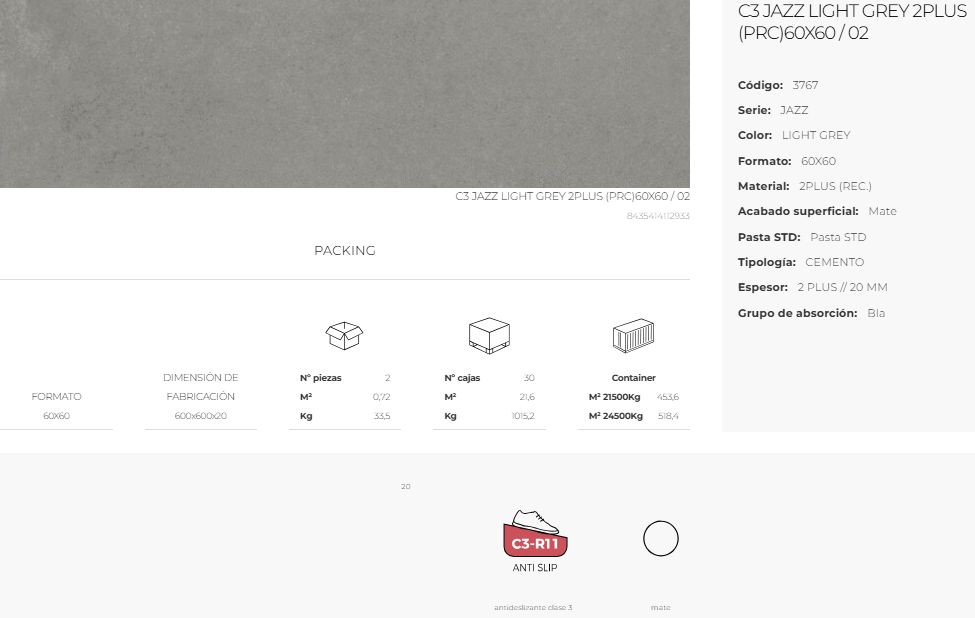 C3 JAZZ LIGHT GREY 2PLUS
(PRC)60X60 / 02
Código: 3767
Serie: JAZZ
Color: LIGHT GREY
Formato: 60X60
Material: 2PLUS (REC.)
Acabado superficial: Mate
Pasta STD: Pasta STD
Tipología: CEMENTO
Espesor: 2 PLUS // 20 MM
Grupo de absorción: Bla
C3 JAZZ LIGHT GREY 2PLUS (PRC)60X60 / 02
8435414112933
PACKING
FORMATO
60X60
DIMENSIÓN DE
FABRICACIÓN
600x600x20
Nº piezas 2
M² 0,72
Kg 33,5
Nº cajas 30
M² 21,6
Kg 1015,2
Container
M² 21500Kg 453,6
M² 24500Kg 518,4
20
C3-R11
ANTI SLIP
antideslizante clase 3
mate